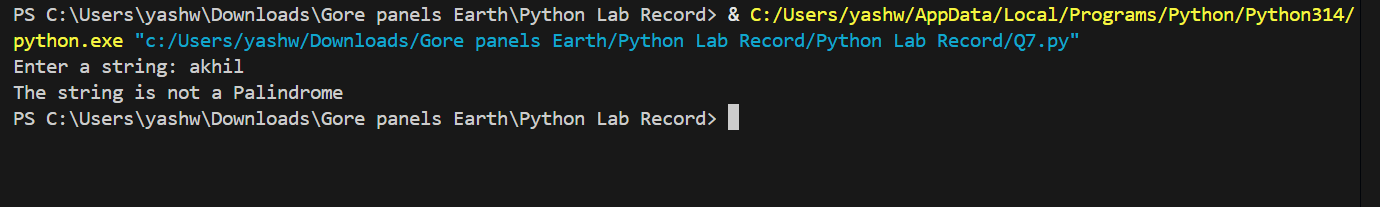 PS C:\Users\yashw\Downloads\Gore panels Earth\Python Lab Record> & C:/Users/yashw/AppData/Local/Programs/Python/Python314/
python.exe "c:/Users/yashw/Downloads/Gore panels Earth/Python Lab Record/Python Lab Record/Q7.py"
Enter a string: akhil
The string is not a Palindrome
PS C:\Users\yashw\Downloads\Gore panels Earth\Python Lab Record>